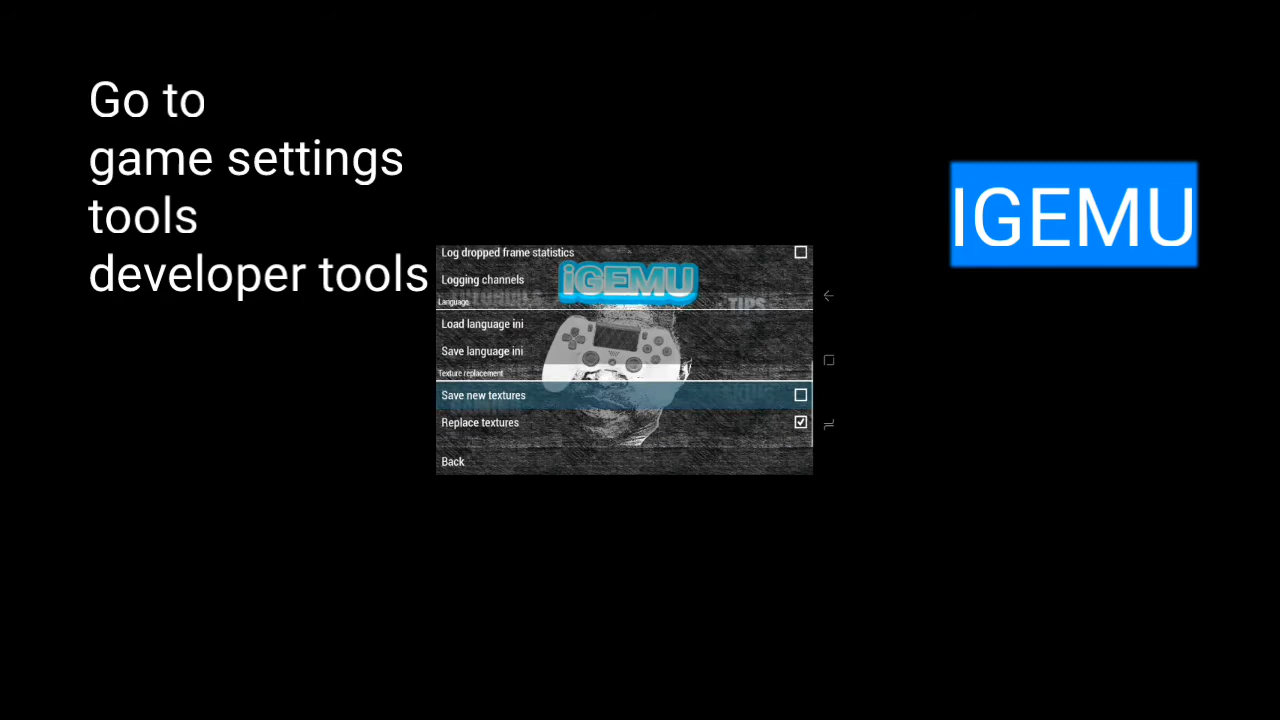 Go to
game settings
tools
developer tools
IGEMU
Log dropped frame statistics
iGEMU
Logging channels
Language
TIPS
Load language ini
Save language ini
Texture replacement
Save new textures
Replace textures
Back